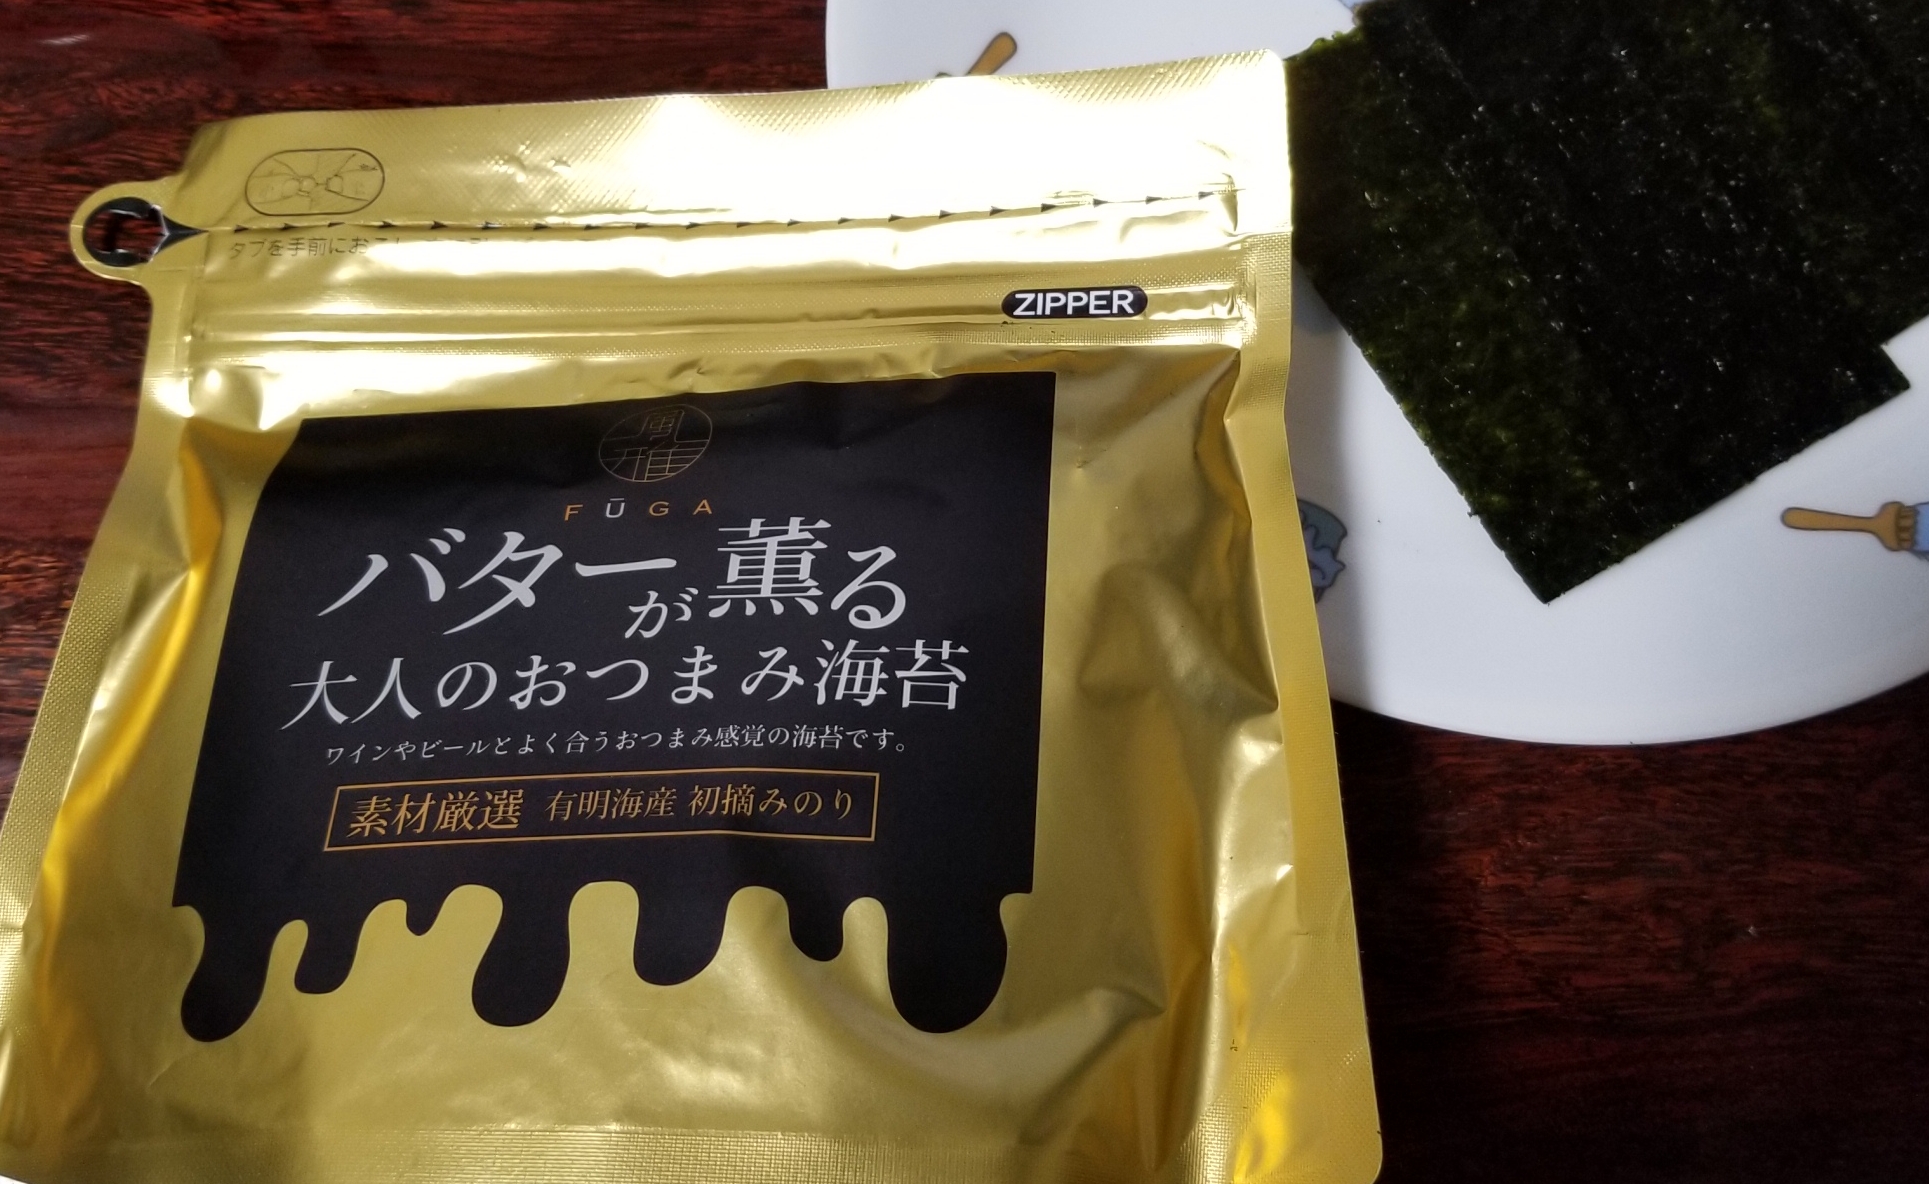 タブを手前にお
ZIPPER
風雅
FŪGA
バターが薫る
大人のおつまみ海苔
ワインやビールとよく合うおつまみ感覚の海苔です。
素材厳選 有明海産 初摘みのり